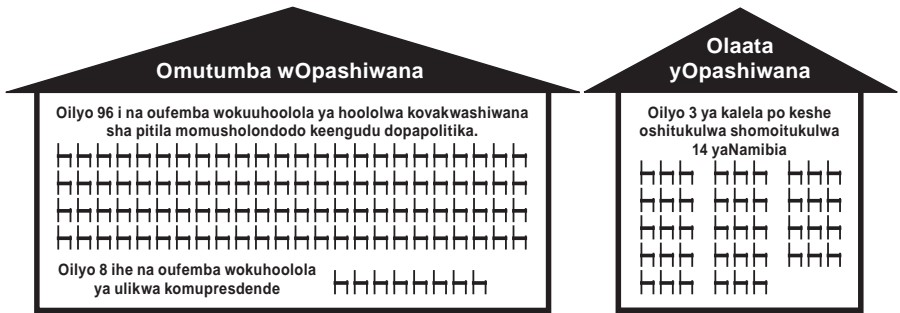 Omutumba wOpashiwana
Oilyo 96 i na oufemba wokuuhoolola ya hoololwa kovakwashiwana
sha pitila momusholondodo keengudu dopapolitika.
Oilyo 8 ihe na oufemba wokuhoolola
ya ulikwa komupresdende
Olaata
yOpashiwana
Oilyo 3 ya kalela po keshe
oshitukulwa shomoitukulwa
14 yaNamibia